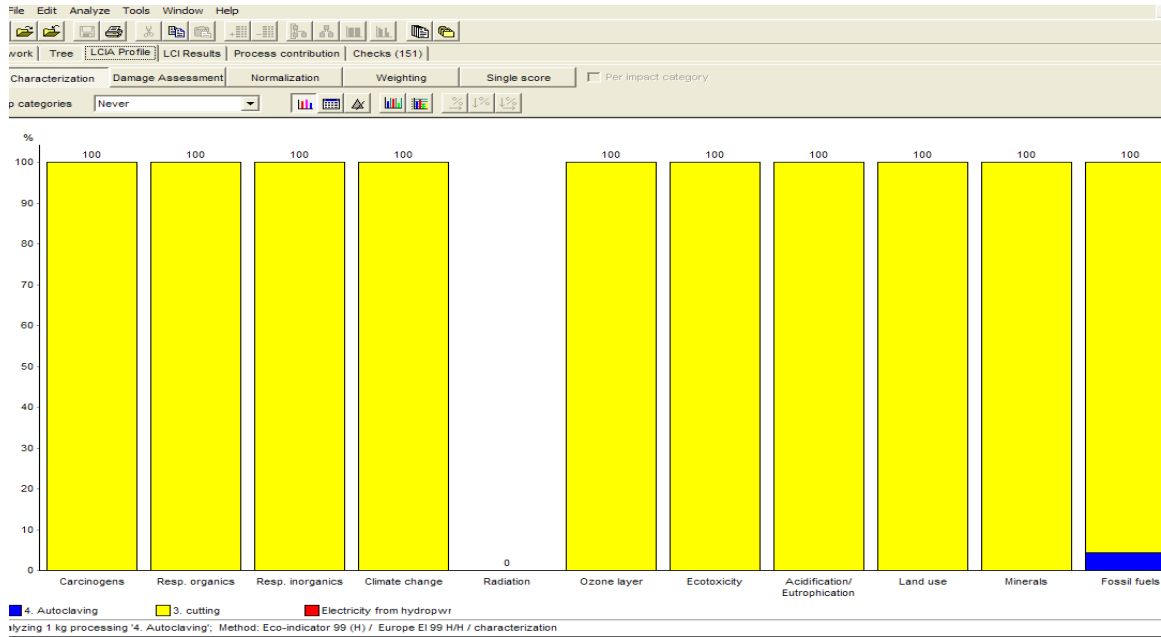 File Edit Analyze Tools Window Help
work Tree LCIA Profile LCI Results Process contribution Checks (151)
Characterization Damage Assessment Normalization Weighting Single score Per impact category
p categories Never
%
100 100 100 100 100 100 100 100 100 100
100
90
80
70
60
50
40
30
20
10
0
0
Carcinogens Resp. organics Resp. inorganics Climate change Radiation Ozone layer Ecotoxicity Acidification/ Eutrophication Land use Minerals Fossil fuels
4. Autoclaving 3. cutting Electricity from hydropwr
alyzing 1 kg processing '4. Autoclaving'; Method: Eco-indicator 99 (H) / Europe EI 99 H/H / characterization